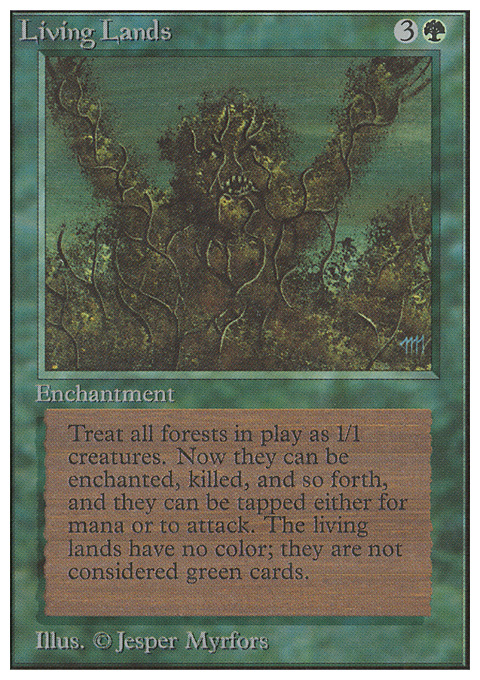 Living Lands 3
Enchantment
Treat all forests in play as 1/1
creatures. Now they can be
enchanted, killed, and so forth,
and they can be tapped either for
mana or to attack. The living
lands have no color; they are not
considered green cards.
Illus. © Jesper Myrfors